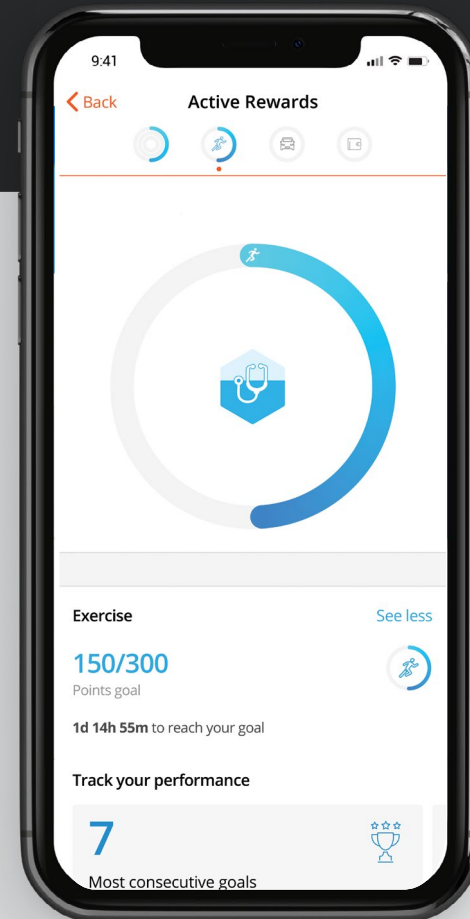 9:41
Back
Active Rewards
Exercise
See less
150/300
Points goal
1d 14h 55m to reach your goal
Track your performance
7
Most consecutive goals